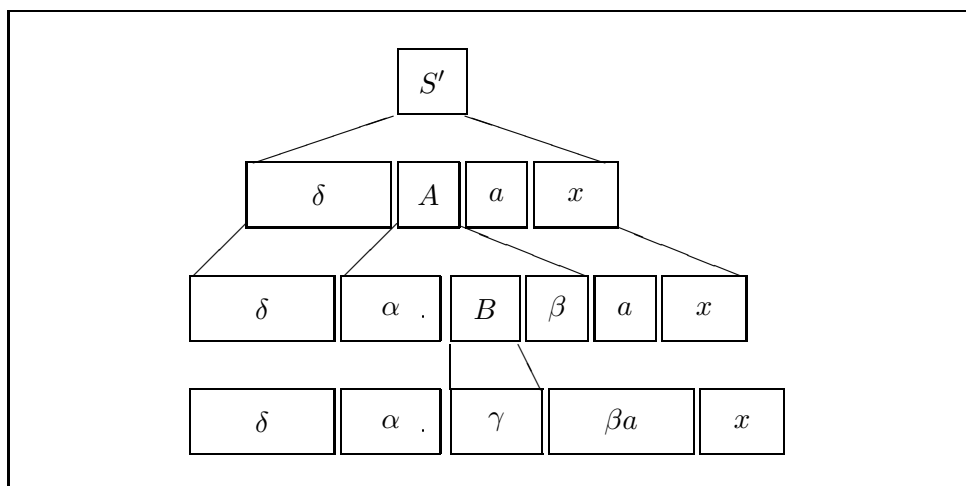 S′
δ A a x
δ α . B β a x
δ α . γ βa x